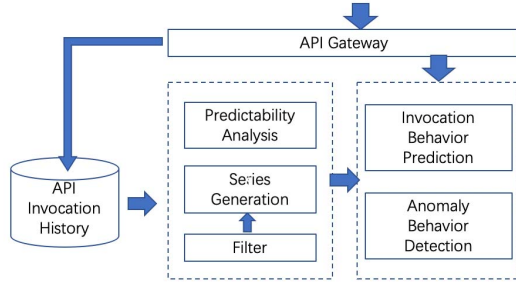 API Gateway
Predictability
Analysis
Series
Generation
Filter
API
Invocation
History
Invocation
Behavior
Prediction
Anomaly
Behavior
Detection